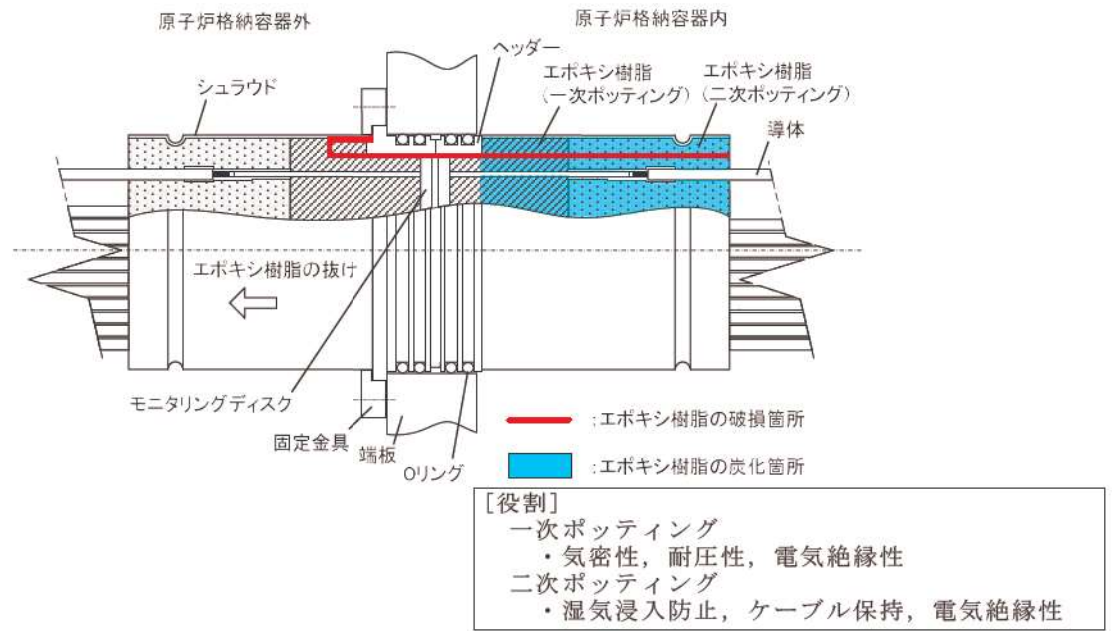 原子炉格納容器外
原子炉格納容器内
ヘッダー
エポキシ樹脂
(一次ポッティング)
エポキシ樹脂
(二次ポッティング)
シュラウド
導体
エポキシ樹脂の抜け
モニタリングディスク
固定金具
端板
Oリング
:エポキシ樹脂の破損箇所
:エポキシ樹脂の炭化箇所
[役割]
一次ポッティング
・気密性，耐圧性，電気絶縁性
二次ポッティング
・湿気浸入防止，ケーブル保持，電気絶縁性